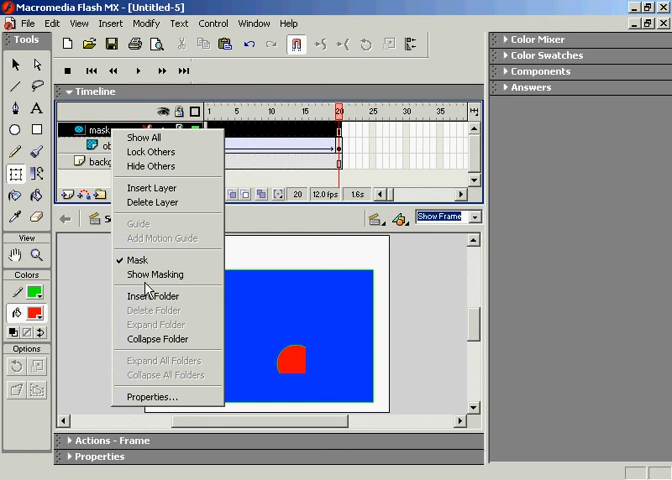 Macromedia Flash MX - [Untitled-5]
File Edit View Insert Modify Text Control Window Help
Tools
View
Colors
Options
Timeline
1 5 10 15 20 25 30 35
mask
backg
20 12.0 fps 1.6s
Show Frame
Show All
Lock Others
Hide Others
Insert Layer
Delete Layer
Guide
Add Motion Guide
Mask
Show Masking
Insert Folder
Delete Folder
Expand Folder
Collapse Folder
Expand All Folders
Collapse All Folders
Properties...
Actions - Frame
Properties
Color Mixer
Color Swatches
Components
Answers